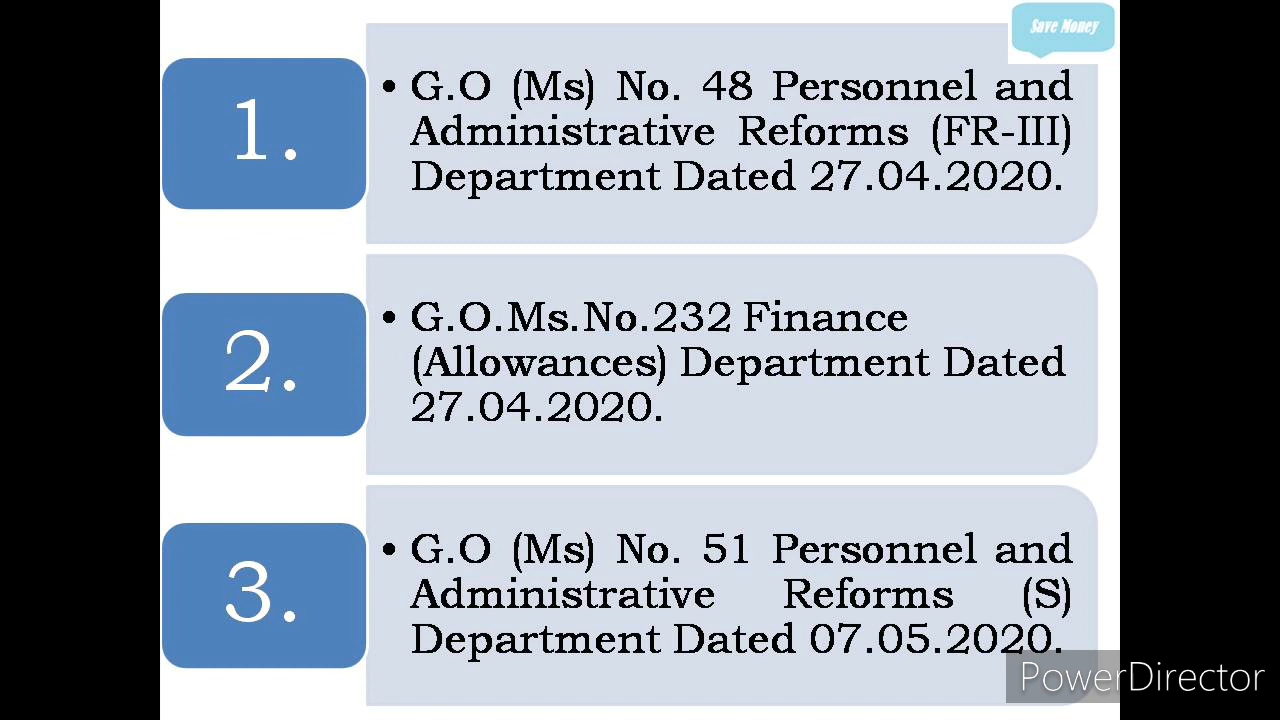 Save Money
1.
• G.O (Ms) No. 48 Personnel and
Administrative Reforms (FR-III)
Department Dated 27.04.2020.
2.
• G.O.Ms.No.232 Finance
(Allowances) Department Dated
27.04.2020.
3.
• G.O (Ms) No. 51 Personnel and
Administrative Reforms (S)
Department Dated 07.05.2020.
PowerDirector